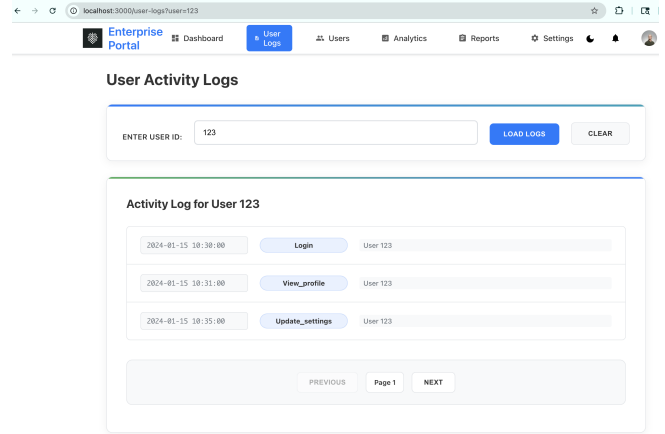 localhost:3000/user-logs?user=123
Enterprise Portal
Dashboard
User Logs
Users
Analytics
Reports
Settings
User Activity Logs
ENTER USER ID:
123
LOAD LOGS
CLEAR
Activity Log for User 123
2024-01-15 10:30:00 Login User 123
2024-01-15 10:31:00 View_profile User 123
2024-01-15 10:35:00 Update_settings User 123
PREVIOUS
Page 1
NEXT